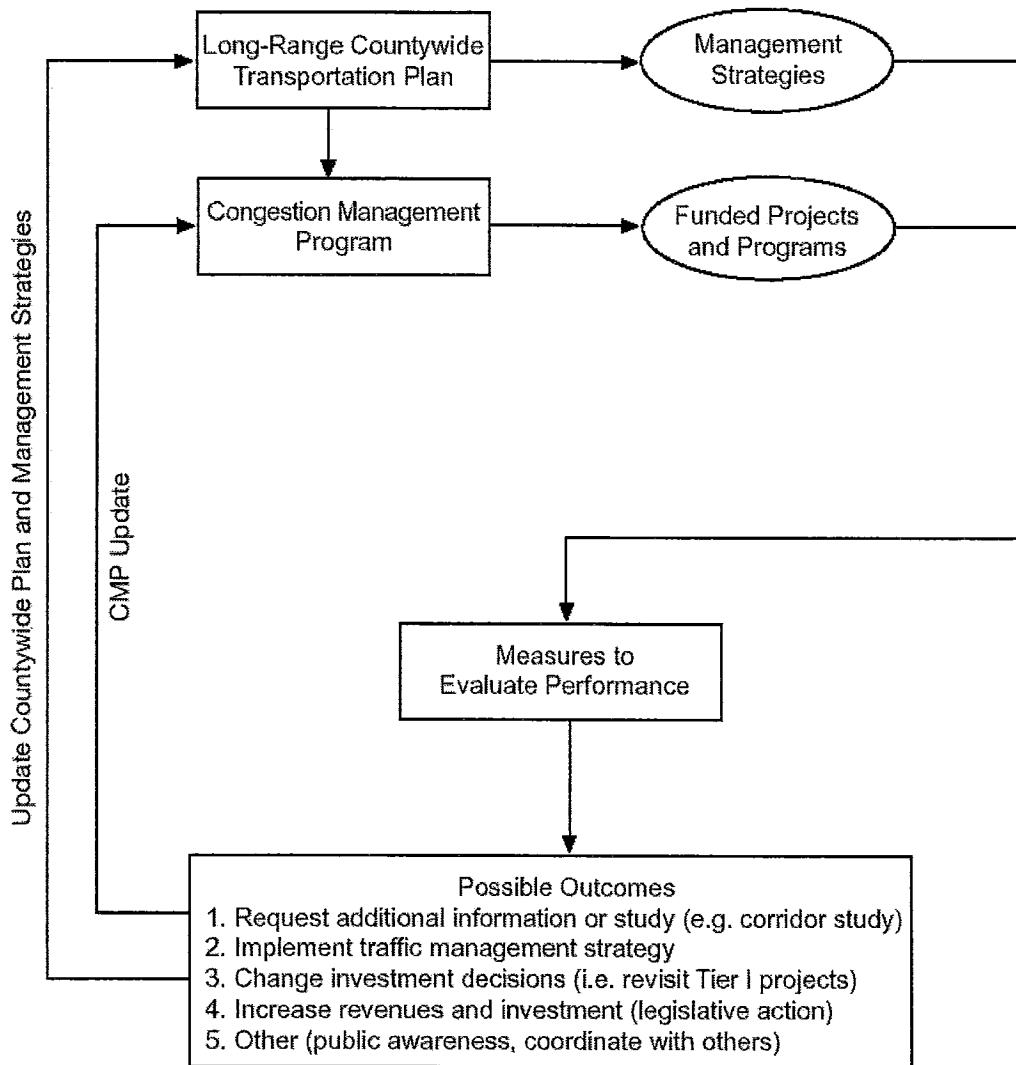 Long-Range Countywide
Transportation Plan
Management
Strategies
Congestion Management
Program
Funded Projects
and Programs
Update Countywide Plan and Management Strategies
CMP Update
Measures to
Evaluate Performance
Possible Outcomes
1. Request additional information or study (e.g. corridor study)
2. Implement traffic management strategy
3. Change investment decisions (i.e. revisit Tier I projects)
4. Increase revenues and investment (legislative action)
5. Other (public awareness, coordinate with others)